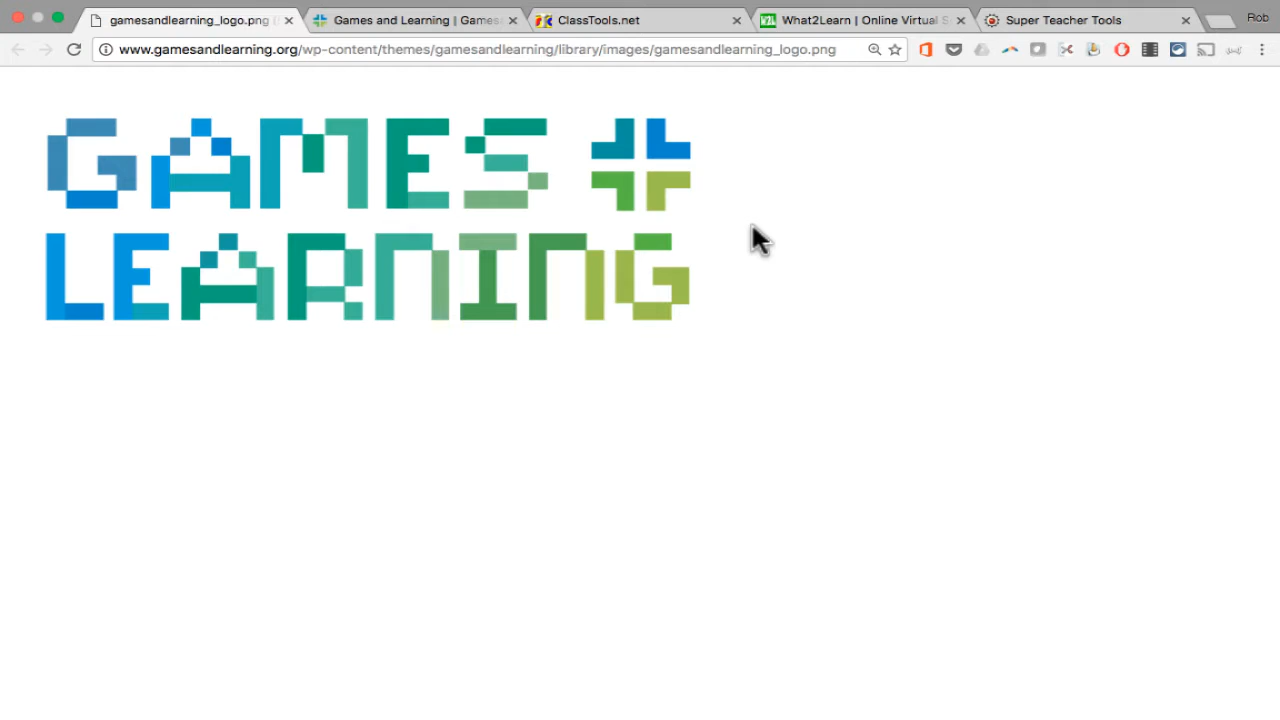 gamesandlearning_logo.png (
Games and Learning | Games
ClassTools.net
What2Learn | Online Virtual S
Super Teacher Tools
Rob
www.gamesandlearning.org/wp-content/themes/gamesandlearning/library/images/gamesandlearning_logo.png
GAMES
LEARNING